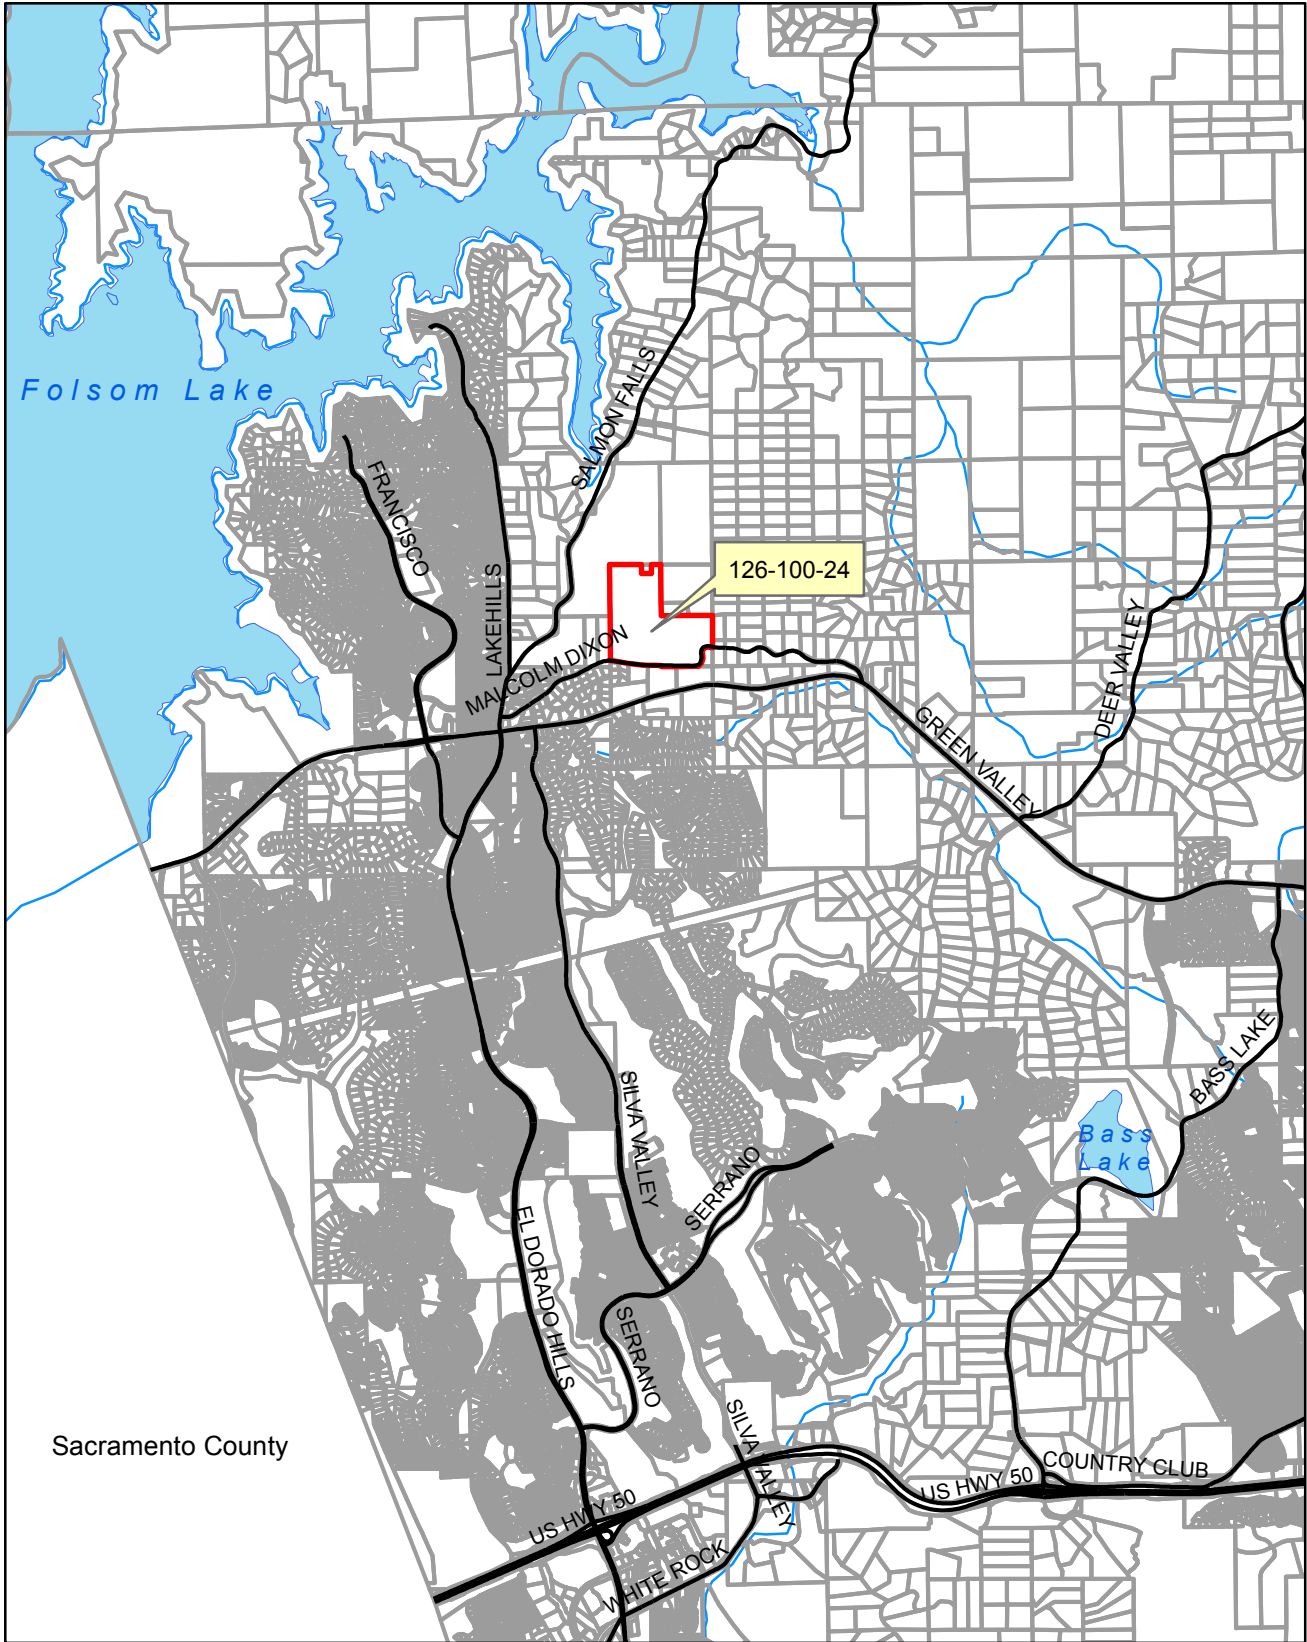 Folsom Lake
SALMON FALLS
FRANCISCO
LAKEHILLS
126-100-24
MALCOLM DIXON
DEER VALLEY
GREEN VALLEY
BASS LAKE
Bass
Lake
SILVA VALLEY
SERRANO
EL DORADO HILLS
SERRANO
SILVA VALLEY
Sacramento County
COUNTRY CLUB
US HWY 50
US HWY 50
WHITE ROCK